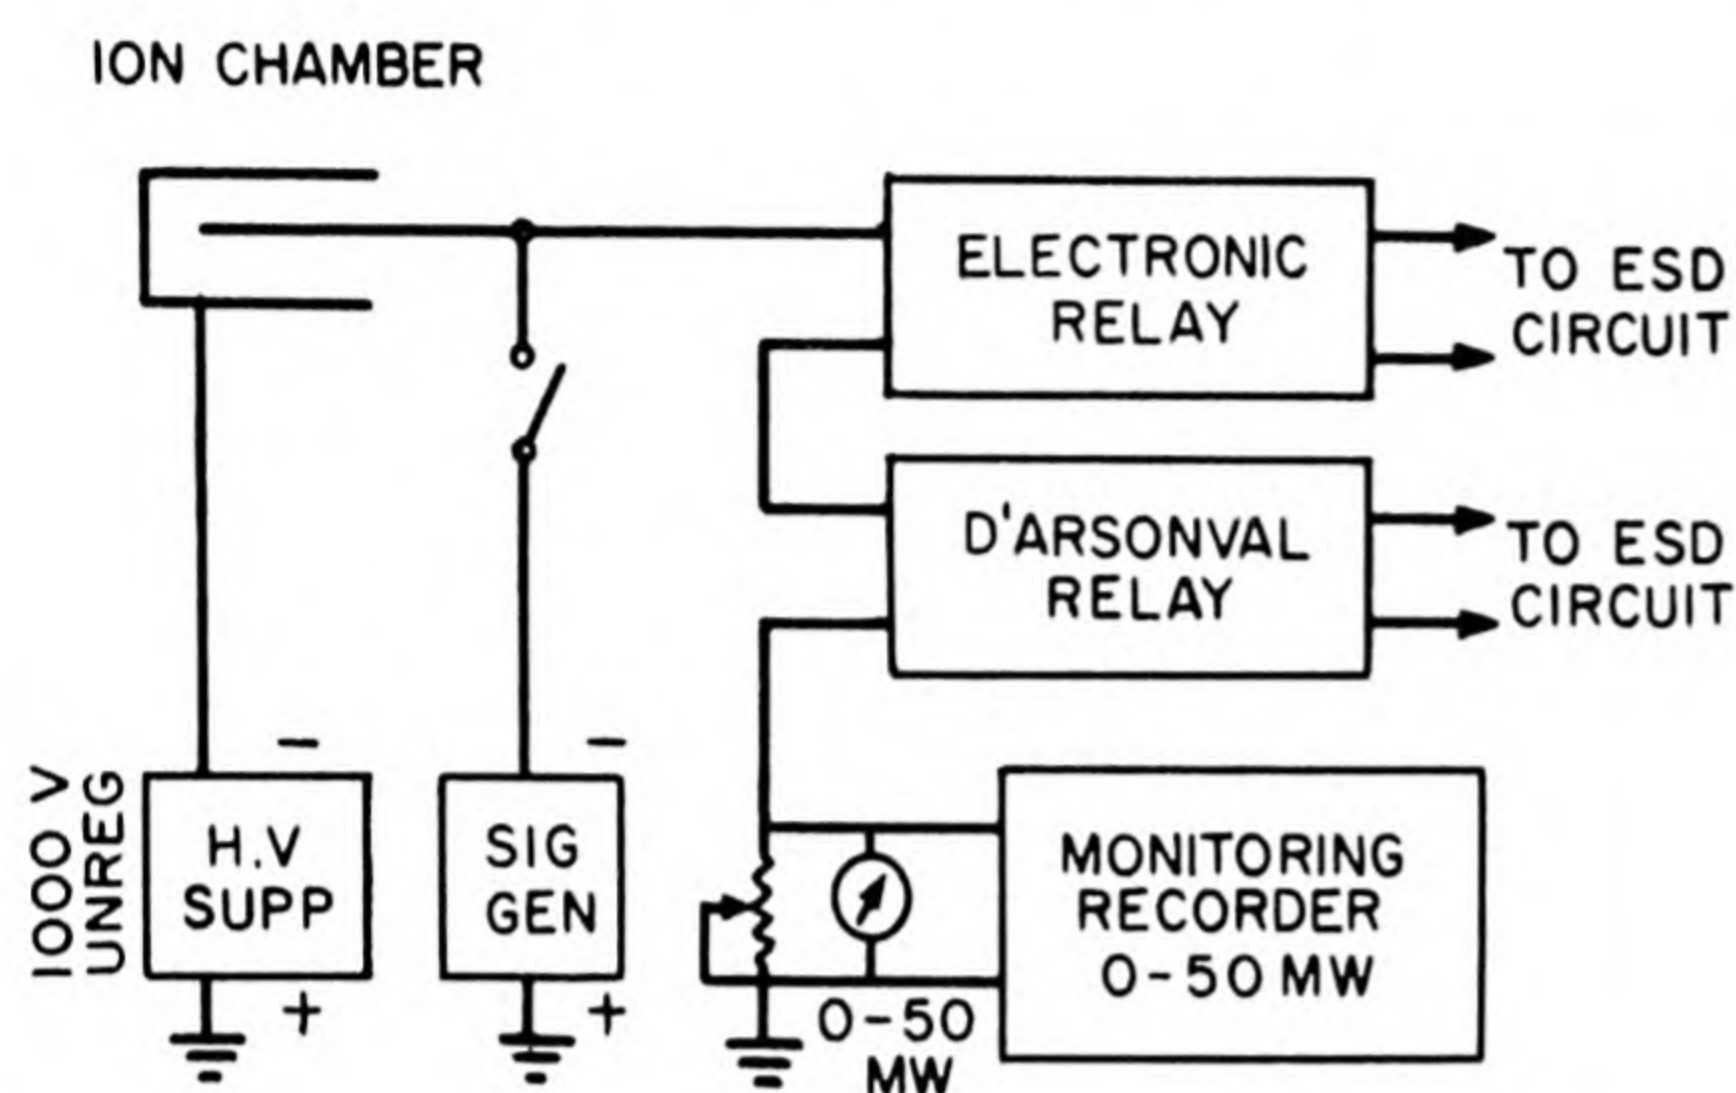 ION CHAMBER
ELECTRONIC
RELAY
TO ESD
CIRCUIT
D'ARSONVAL
RELAY
TO ESD
CIRCUIT
1000 V
UNREG
−
H.V
SUPP
+
−
SIG
GEN
+
MONITORING
RECORDER
0-50 MW
0-50
MW